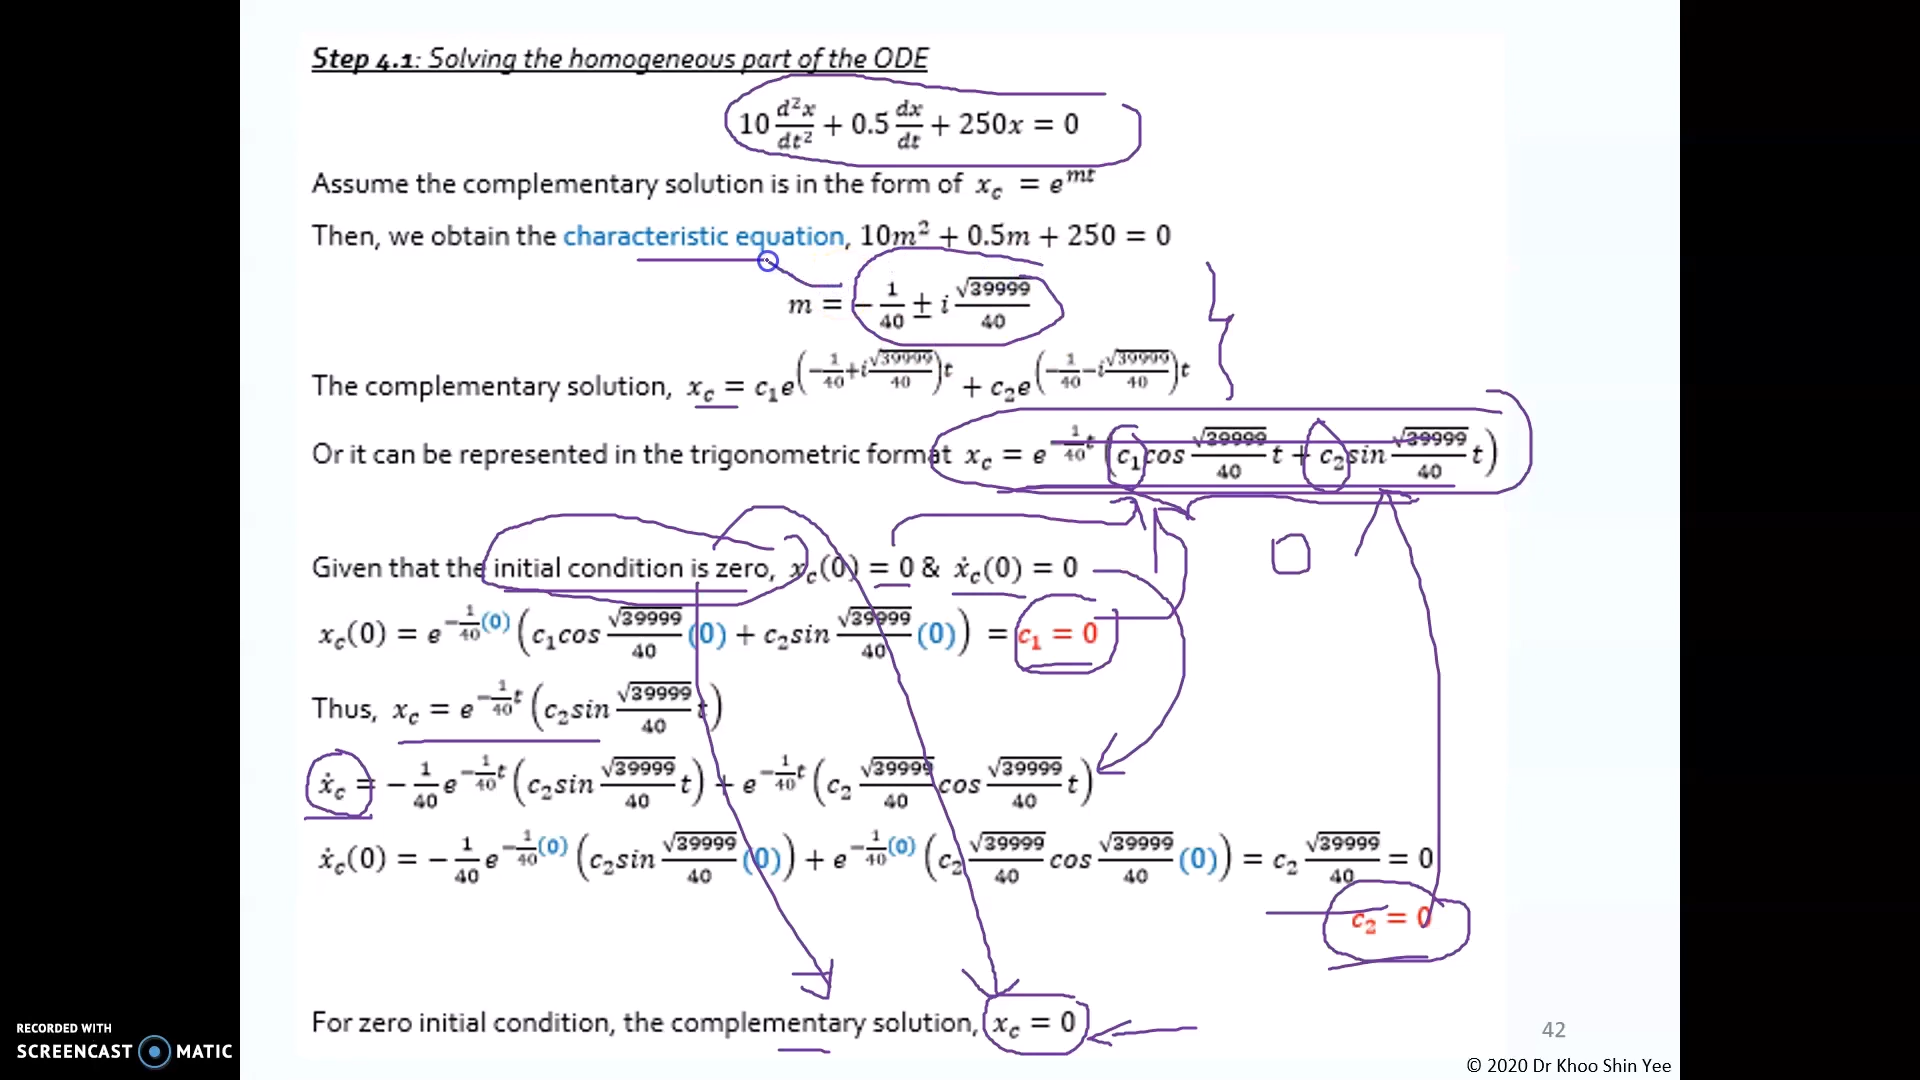 Step 4.1: Solving the homogeneous part of the ODE
10 d²x/dt² + 0.5 dx/dt + 250x = 0
Assume the complementary solution is in the form of x_c = e^{mt}
Then, we obtain the characteristic equation, 10m² + 0.5m + 250 = 0
m = −1/40 ± i √39999/40
The complementary solution, x_c = c₁e^{(−1/40+i√39999/40)t} + c₂e^{(−1/40−i√39999/40)t}
Or it can be represented in the trigonometric format x_c = e^{−1/40 t}(c₁cos √39999/40 t + c₂sin √39999/40 t)
Given that the initial condition is zero, x_c(0) = 0 & ẋ_c(0) = 0
x_c(0) = e^{−1/40(0)}(c₁cos √39999/40 (0) + c₂sin √39999/40 (0)) = c₁ = 0
Thus, x_c = e^{−1/40 t}(c₂sin √39999/40 t)
ẋ_c = −1/40 e^{−1/40 t}(c₂sin √39999/40 t) + e^{−1/40 t}(c₂ √39999/40 cos √39999/40 t)
ẋ_c(0) = −1/40 e^{−1/40(0)}(c₂sin √39999/40 (0)) + e^{−1/40(0)}(c₂ √39999/40 cos √39999/40 (0)) = c₂ √39999/40 = 0
c₂ = 0
For zero initial condition, the complementary solution, x_c = 0
42
© 2020 Dr Khoo Shin Yee
RECORDED WITH
SCREENCAST MATIC